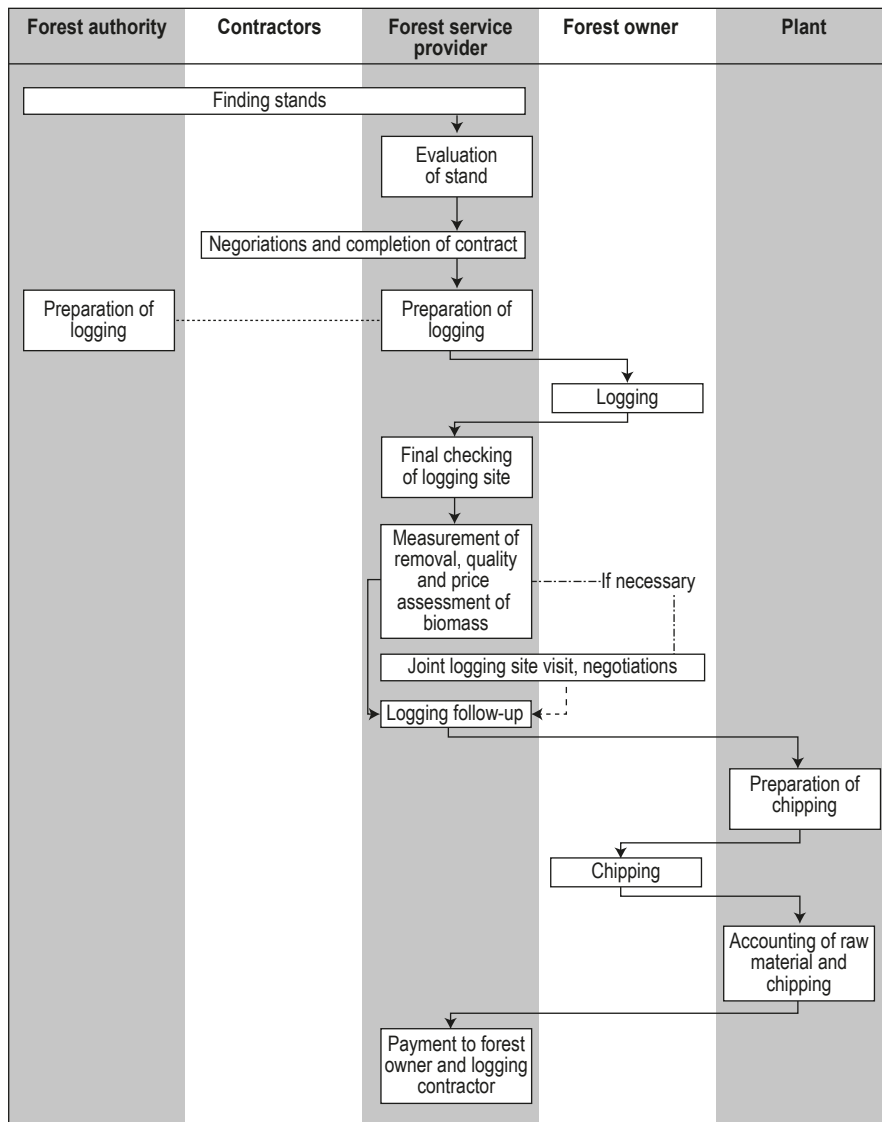 Forest authority
Contractors
Forest service
provider
Forest owner
Plant
Finding stands
Evaluation
of stand
Negoriations and completion of contract
Preparation of
logging
Preparation of
logging
Logging
Final checking
of logging site
Measurement of
removal, quality
and price
assessment of
biomass
If necessary
Joint logging site visit, negotiations
Logging follow-up
Preparation of
chipping
Chipping
Accounting of raw
material and
chipping
Payment to forest
owner and logging
contractor